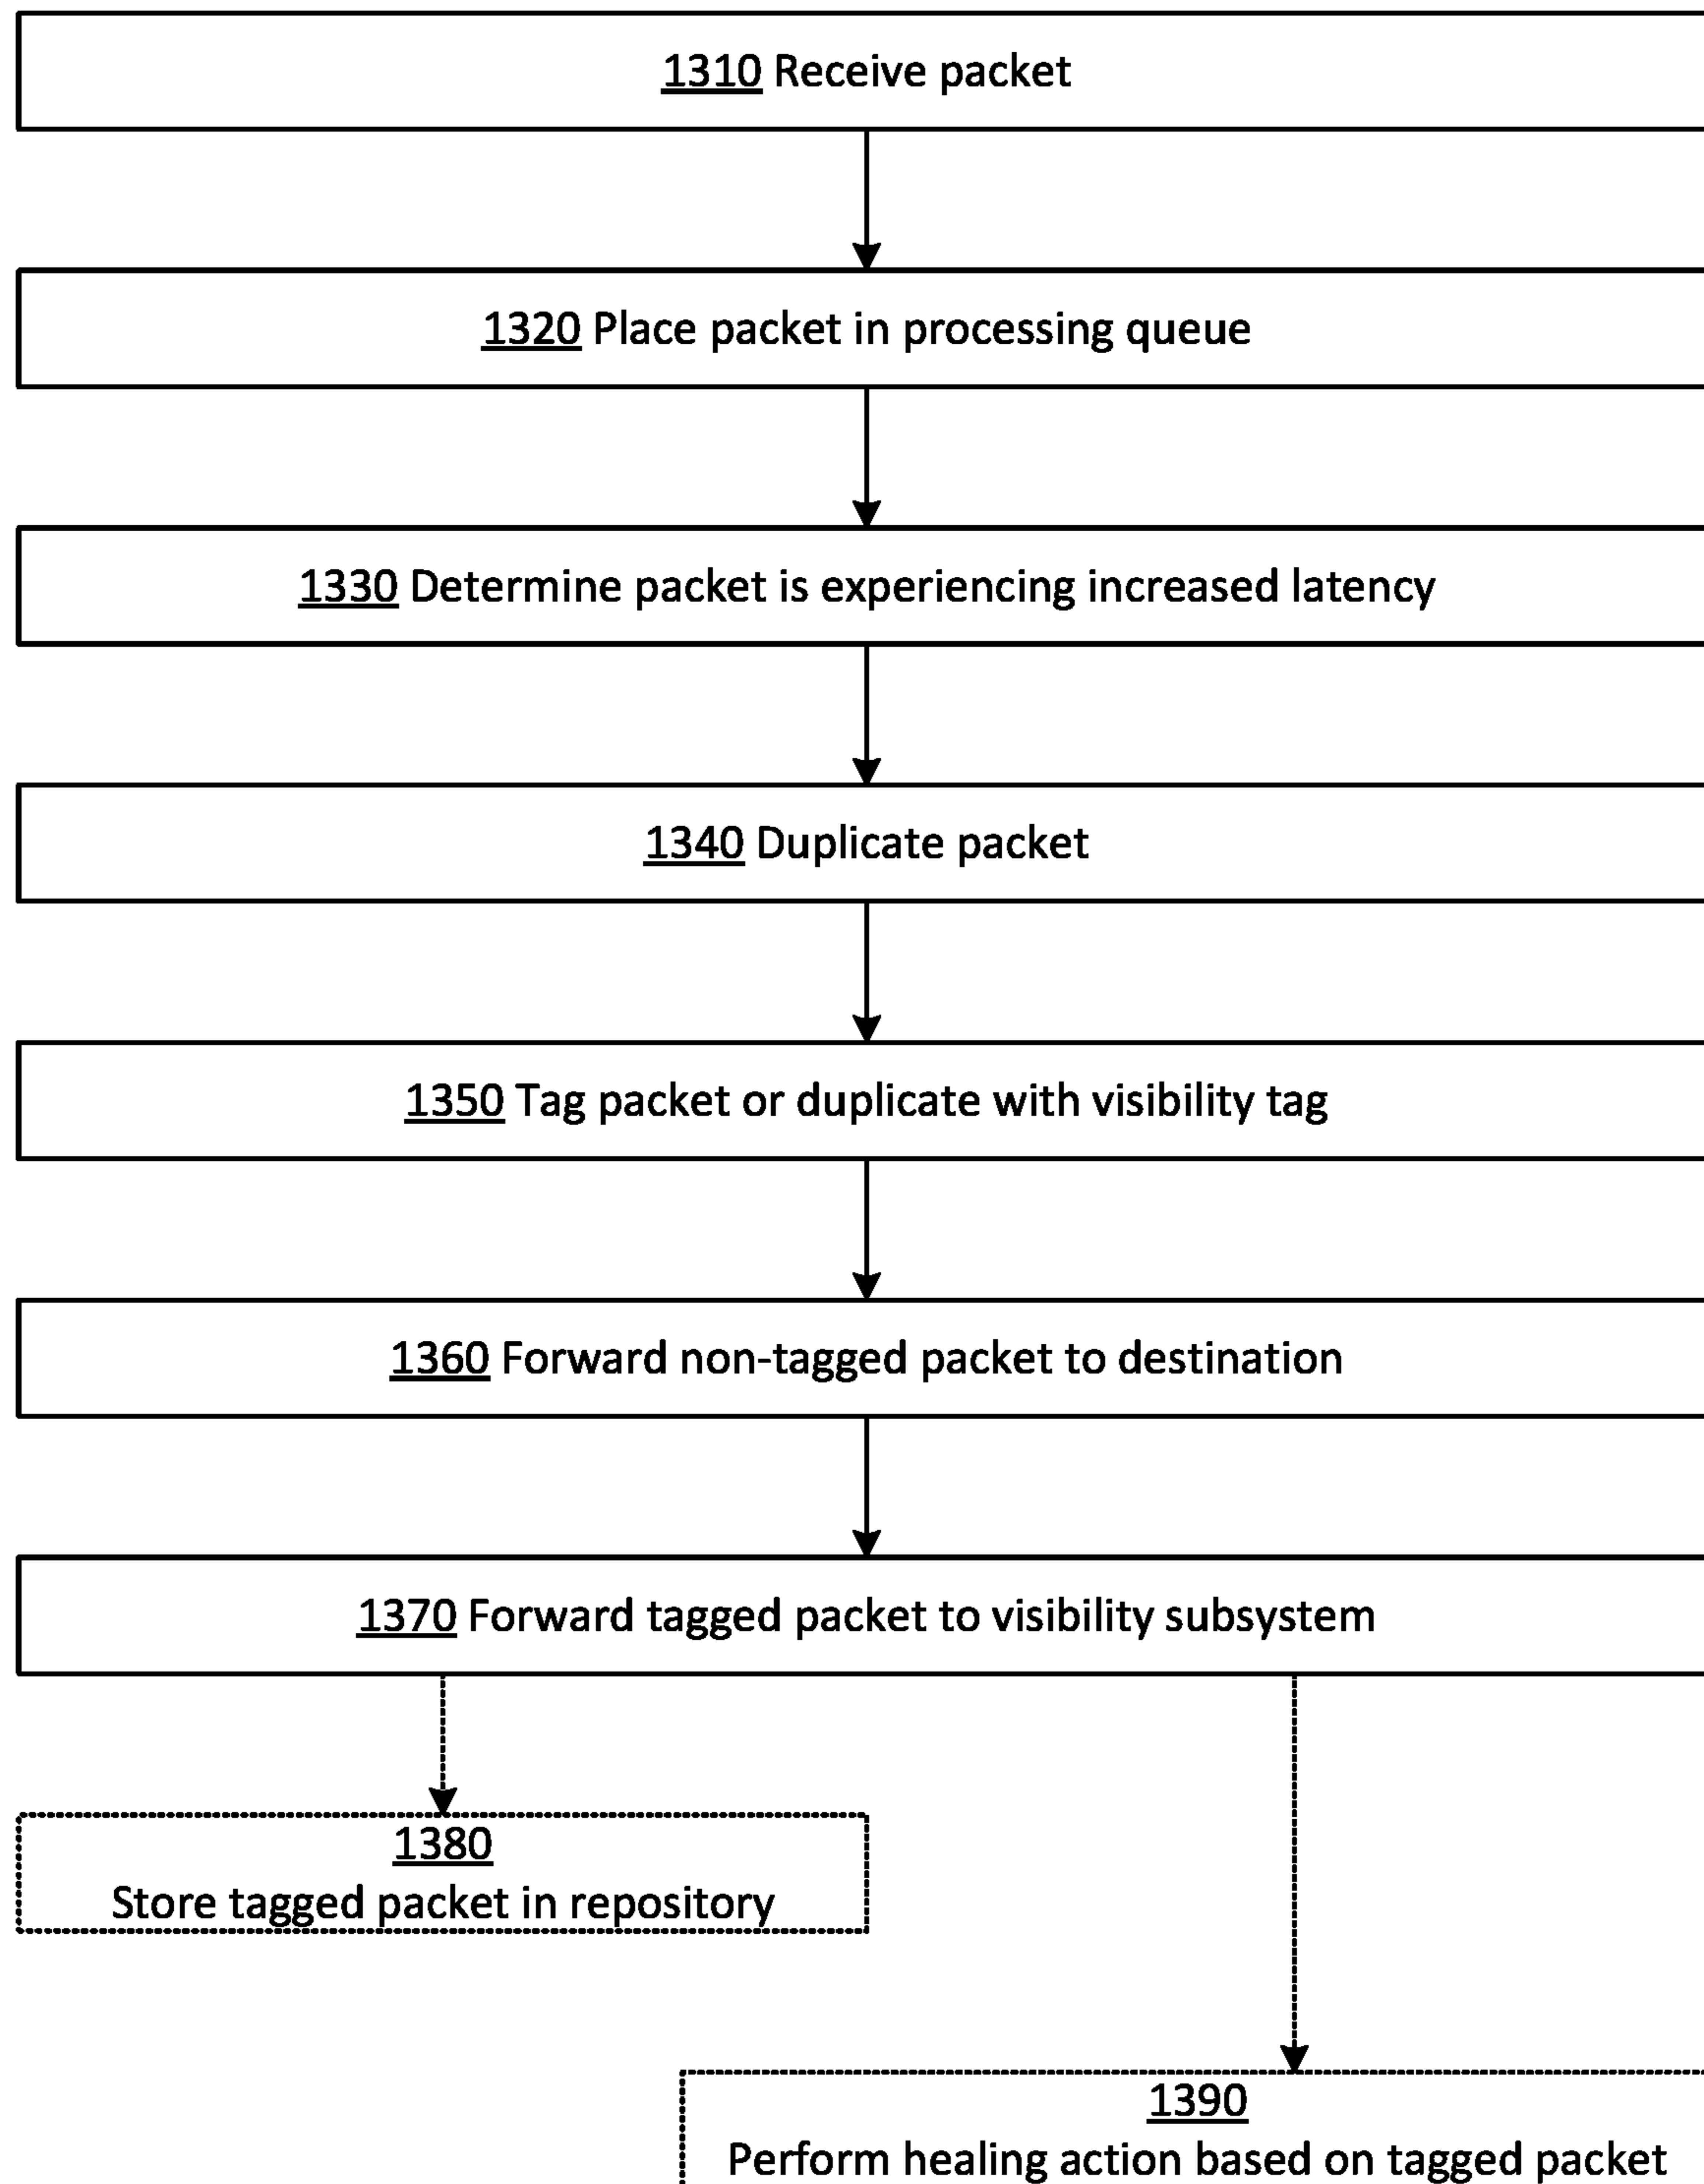 1310 Receive packet
1320 Place packet in processing queue
1330 Determine packet is experiencing increased latency
1340 Duplicate packet
1350 Tag packet or duplicate with visibility tag
1360 Forward non-tagged packet to destination
1370 Forward tagged packet to visibility subsystem
1380
Store tagged packet in repository
1390
Perform healing action based on tagged packet